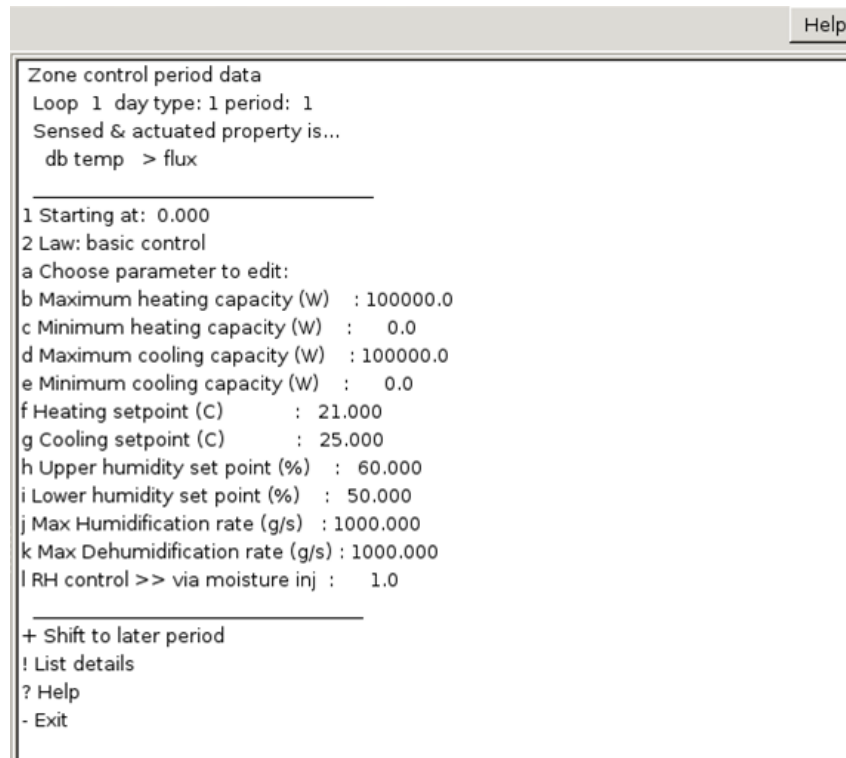 Help
Zone control period data
Loop 1 day type: 1 period: 1
Sensed & actuated property is...
db temp > flux
1 Starting at: 0.000
2 Law: basic control
a Choose parameter to edit:
b Maximum heating capacity (W) : 100000.0
c Minimum heating capacity (W) : 0.0
d Maximum cooling capacity (W) : 100000.0
e Minimum cooling capacity (W) : 0.0
f Heating setpoint (C) : 21.000
g Cooling setpoint (C) : 25.000
h Upper humidity set point (%) : 60.000
i Lower humidity set point (%) : 50.000
j Max Humidification rate (g/s) : 1000.000
k Max Dehumidification rate (g/s) : 1000.000
l RH control >> via moisture inj : 1.0
+ Shift to later period
! List details
? Help
- Exit